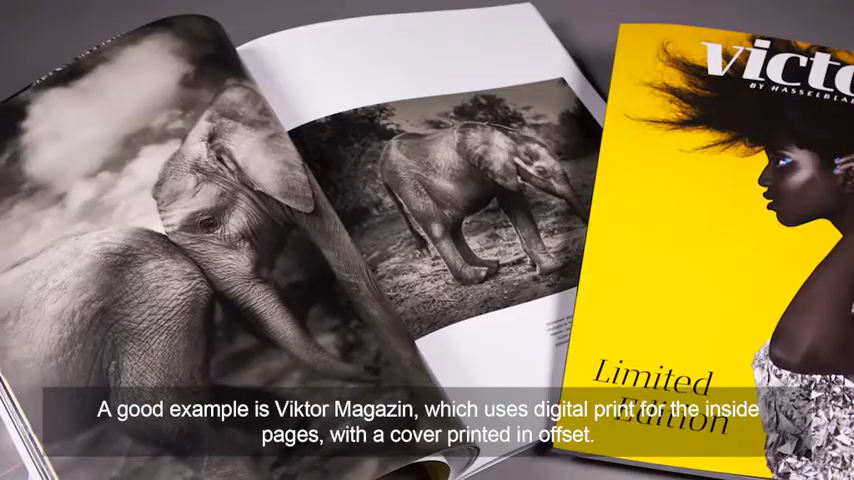 victo
BY HASSELBLA
Limited
Edition
A good example is Viktor Magazin, which uses digital print for the inside
pages, with a cover printed in offset.